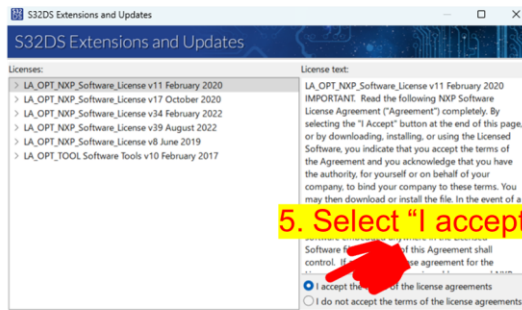 S32DS Extensions and Updates
S32DS Extensions and Updates
Licenses:
> LA_OPT_NXP_Software_License v11 February 2020
> LA_OPT_NXP_Software_License v17 October 2020
> LA_OPT_NXP_Software_License v34 February 2022
> LA_OPT_NXP_Software_License v39 August 2022
> LA_OPT_NXP_Software_License v8 June 2019
> LA_OPT_TOOL Software Tools v10 February 2017
License text:
LA_OPT_NXP_Software_License v11 February 2020
IMPORTANT. Read the following NXP Software
License Agreement ("Agreement") completely. By
selecting the "I Accept" button at the end of this page,
or by downloading, installing, or using the Licensed
Software, you indicate that you accept the terms of
the Agreement and you acknowledge that you have
the authority, for yourself or on behalf of your
company, to bind your company to these terms. You
may then download or install the file. In the event of a
5. Select “I accept
Software of this Agreement shall
control. If agreement for the
I accept the of the license agreements
I do not accept the terms of the license agreements